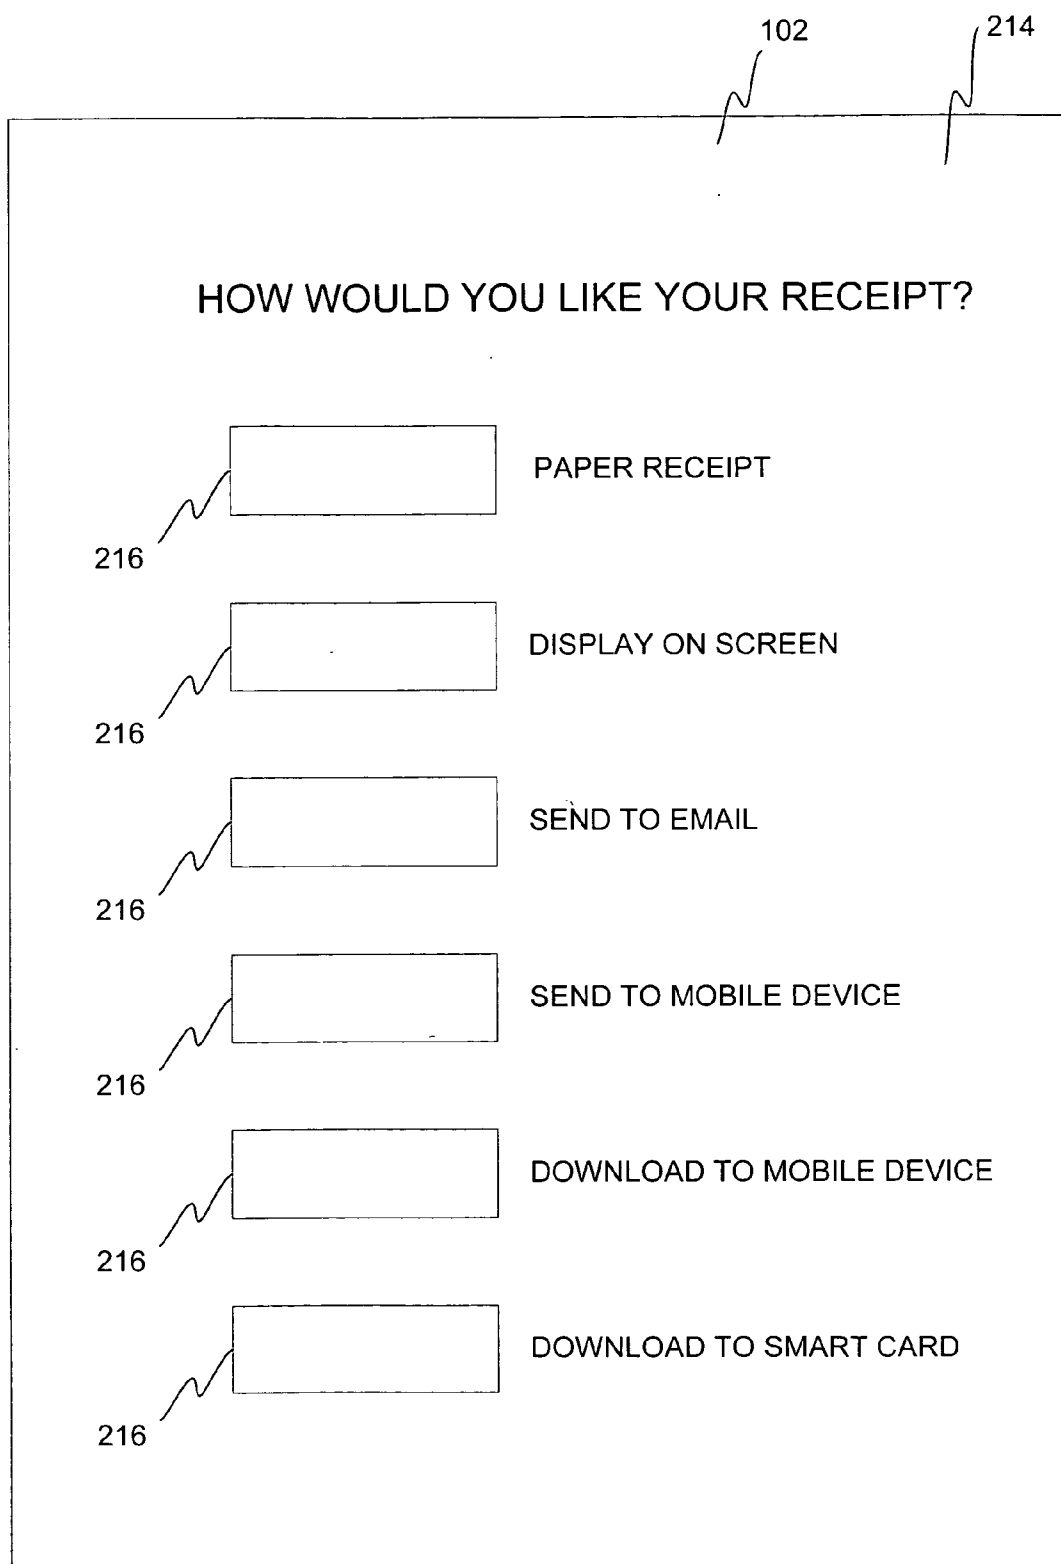 102 214
HOW WOULD YOU LIKE YOUR RECEIPT?
PAPER RECEIPT
216
DISPLAY ON SCREEN
216
SEND TO EMAIL
216
SEND TO MOBILE DEVICE
216
DOWNLOAD TO MOBILE DEVICE
216
DOWNLOAD TO SMART CARD
216